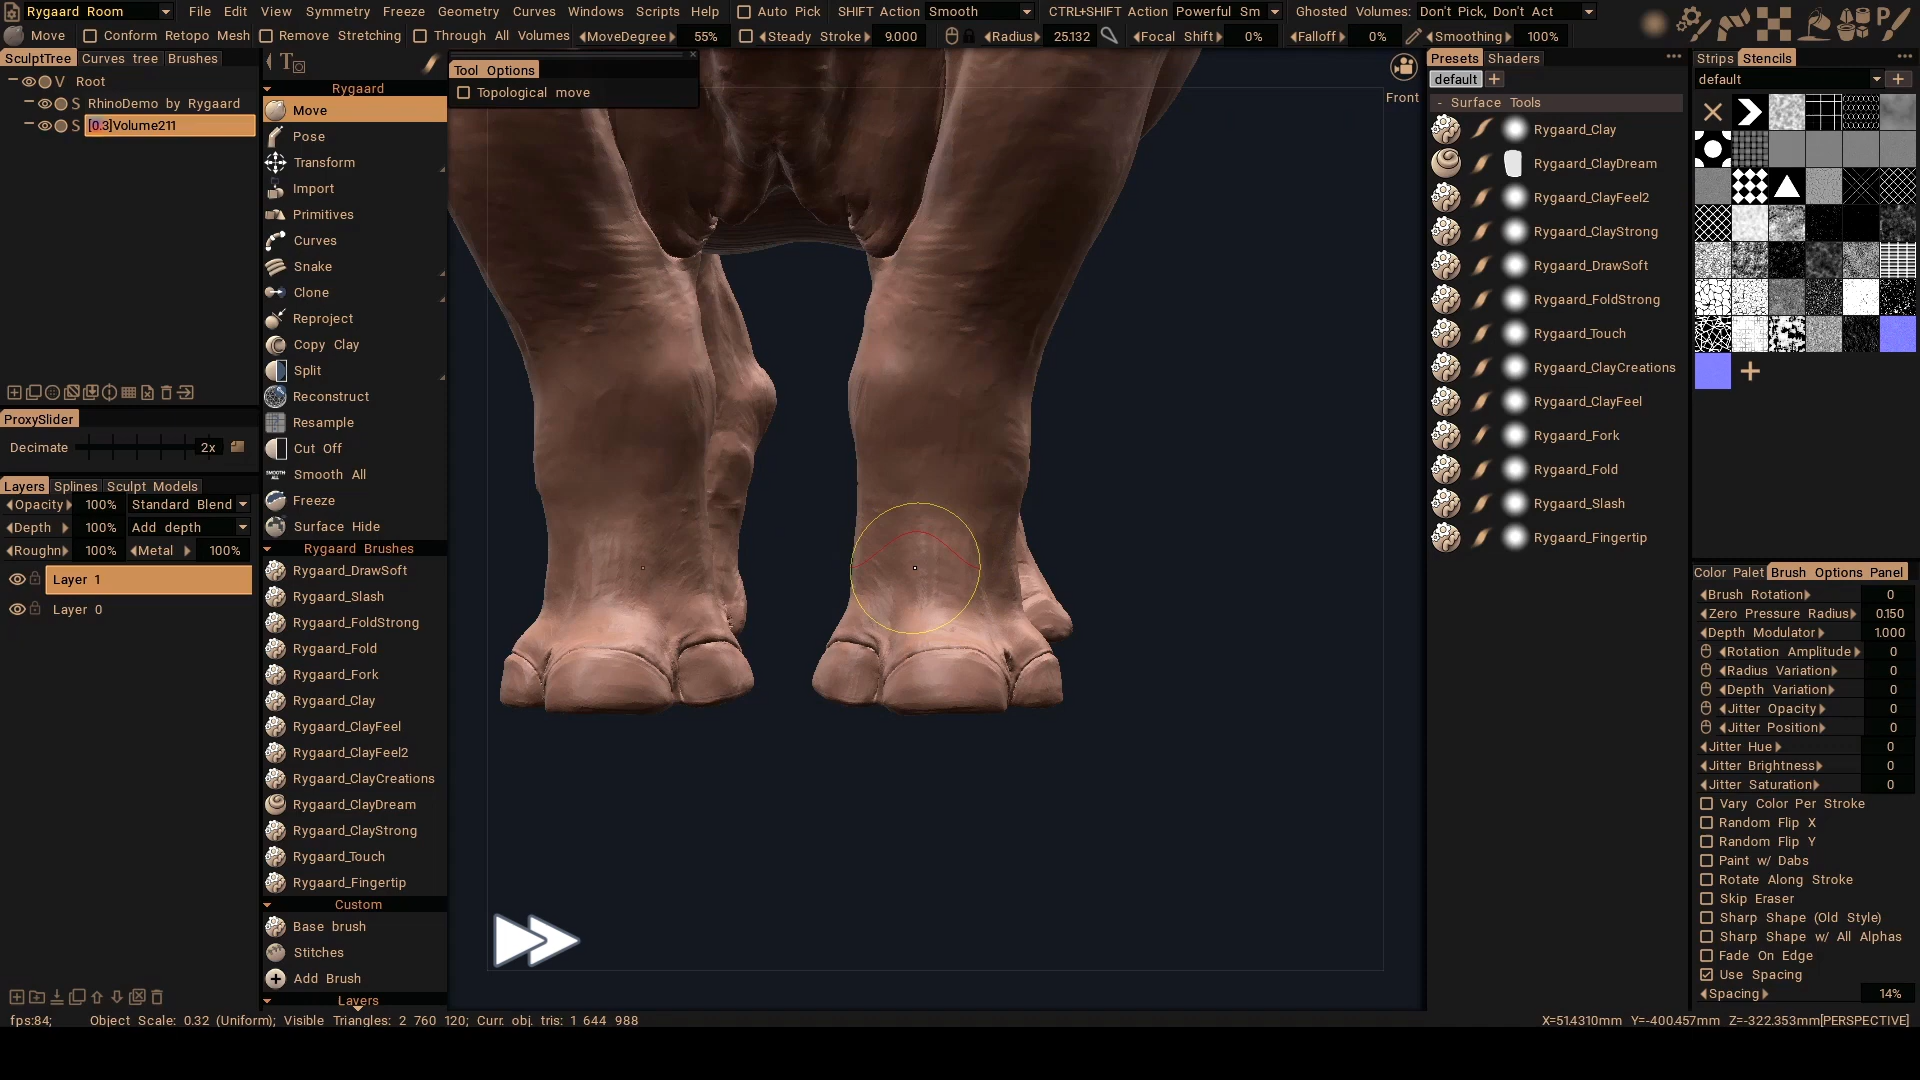 Rygaard Room File Edit View Symmetry Freeze Geometry Curves Windows Scripts Help Auto Pick SHIFT Action Smooth CTRL+SHIFT Action Powerful Sm Ghosted Volumes: Don't Pick, Don't Act
Move Conform Retopo Mesh Remove Stretching Through All Volumes MoveDegree 55% Steady Stroke 9.000 Radius 25.132 Focal Shift 0% Falloff 0% Smoothing 100%
SculptTree Curves tree Brushes
V Root
S RhinoDemo by Rygaard
S [0.3]Volume211
ProxySlider
Decimate 2x
Layers Splines Sculpt Models
Opacity 100% Standard Blend
Depth 100% Add depth
Roughn 100% Metal 100%
Layer 1
Layer 0
Rygaard
Move
Pose
Transform
Import
Primitives
Curves
Snake
Clone
Reproject
Copy Clay
Split
Reconstruct
Resample
Cut Off
Smooth All
Freeze
Surface Hide
Rygaard Brushes
Rygaard_DrawSoft
Rygaard_Slash
Rygaard_FoldStrong
Rygaard_Fold
Rygaard_Fork
Rygaard_Clay
Rygaard_ClayFeel
Rygaard_ClayFeel2
Rygaard_ClayCreations
Rygaard_ClayDream
Rygaard_ClayStrong
Rygaard_Touch
Rygaard_Fingertip
Custom
Base brush
Stitches
Add Brush
Layers
Tool Options
Topological move
Front
Presets Shaders
default
- Surface Tools
Rygaard_Clay
Rygaard_ClayDream
Rygaard_ClayFeel2
Rygaard_ClayStrong
Rygaard_DrawSoft
Rygaard_FoldStrong
Rygaard_Touch
Rygaard_ClayCreations
Rygaard_ClayFeel
Rygaard_Fork
Rygaard_Fold
Rygaard_Slash
Rygaard_Fingertip
Strips Stencils
default
Color Palet Brush Options Panel
Brush Rotation 0
Zero Pressure Radius 0.150
Depth Modulator 1.000
Rotation Amplitude 0
Radius Variation 0
Depth Variation 0
Jitter Opacity 0
Jitter Position 0
Jitter Hue 0
Jitter Brightness 0
Jitter Saturation 0
Vary Color Per Stroke
Random Flip X
Random Flip Y
Paint w/ Dabs
Rotate Along Stroke
Skip Eraser
Sharp Shape (Old Style)
Sharp Shape w/ All Alphas
Fade On Edge
Use Spacing
Spacing 14%
fps:84; Object Scale: 0.32 (Uniform); Visible Triangles: 2 760 120; Curr. obj. tris: 1 644 988 X=51.4310mm Y=-400.457mm Z=-322.353mm[PERSPECTIVE]